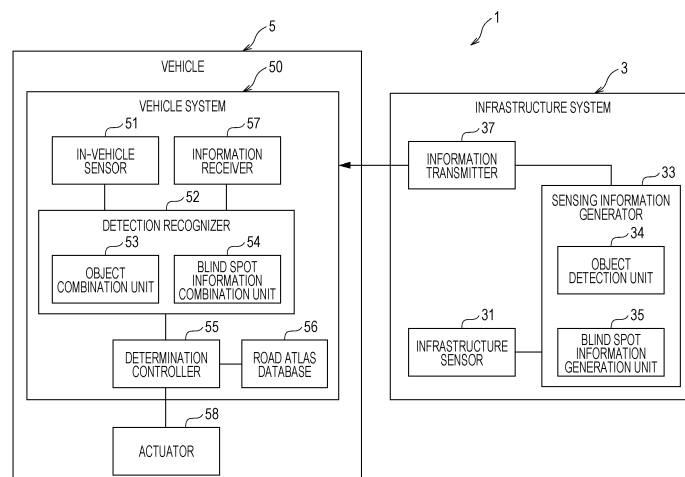 1
5
VEHICLE
50
VEHICLE SYSTEM
51
IN-VEHICLE
SENSOR
57
INFORMATION
RECEIVER
52
DETECTION RECOGNIZER
53
OBJECT
COMBINATION UNIT
54
BLIND SPOT
INFORMATION
COMBINATION UNIT
55
DETERMINATION
CONTROLLER
56
ROAD ATLAS
DATABASE
58
ACTUATOR
3
INFRASTRUCTURE SYSTEM
37
INFORMATION
TRANSMITTER
33
SENSING INFORMATION
GENERATOR
34
OBJECT
DETECTION UNIT
31
INFRASTRUCTURE
SENSOR
35
BLIND SPOT
INFORMATION
GENERATION UNIT